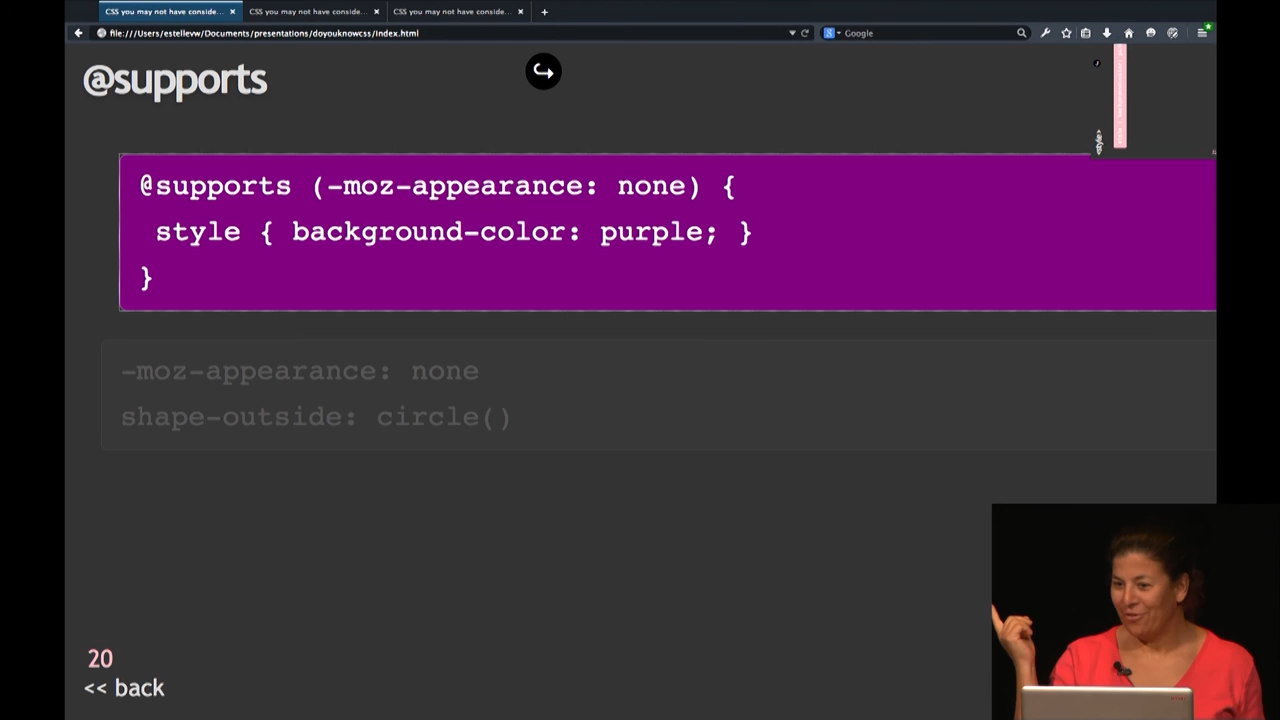 CSS you may not have conside...
CSS you may not have conside...
CSS you may not have conside...
file:///Users/estellevw/Documents/presentations/doyouknowcss/index.html
Google
@supports
@supports (-moz-appearance: none) {
style { background-color: purple; }
}
-moz-appearance: none
shape-outside: circle()
20
<< back